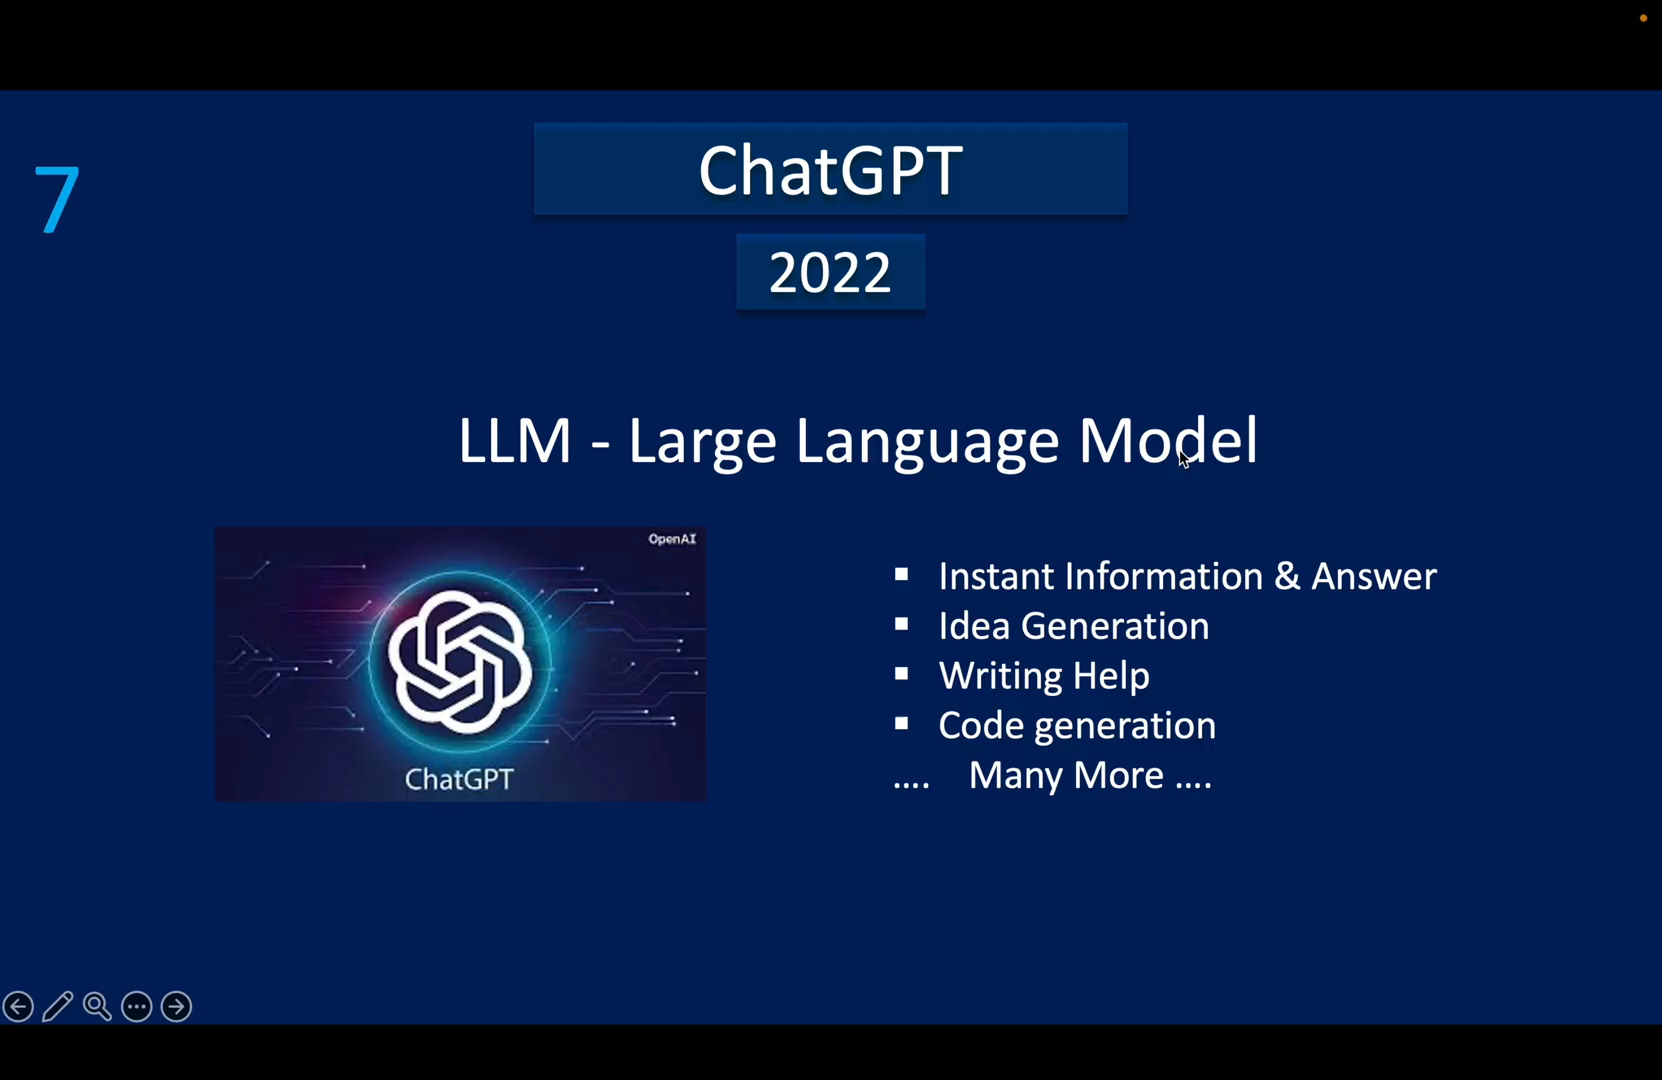 7
ChatGPT
2022
LLM - Large Language Model
OpenAI
ChatGPT
▪ Instant Information & Answer
▪ Idea Generation
▪ Writing Help
▪ Code generation
.... Many More ....